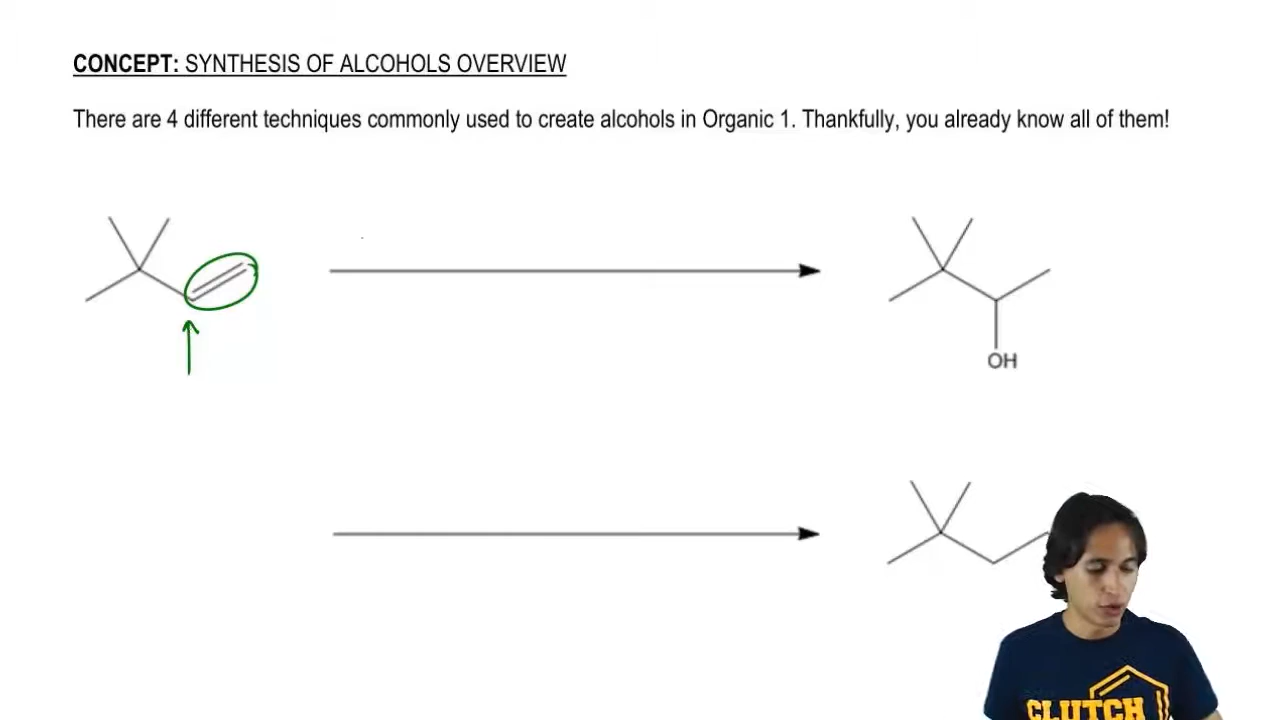 CONCEPT: SYNTHESIS OF ALCOHOLS OVERVIEW
There are 4 different techniques commonly used to create alcohols in Organic 1. Thankfully, you already know all of them!
OH
CLUTCH